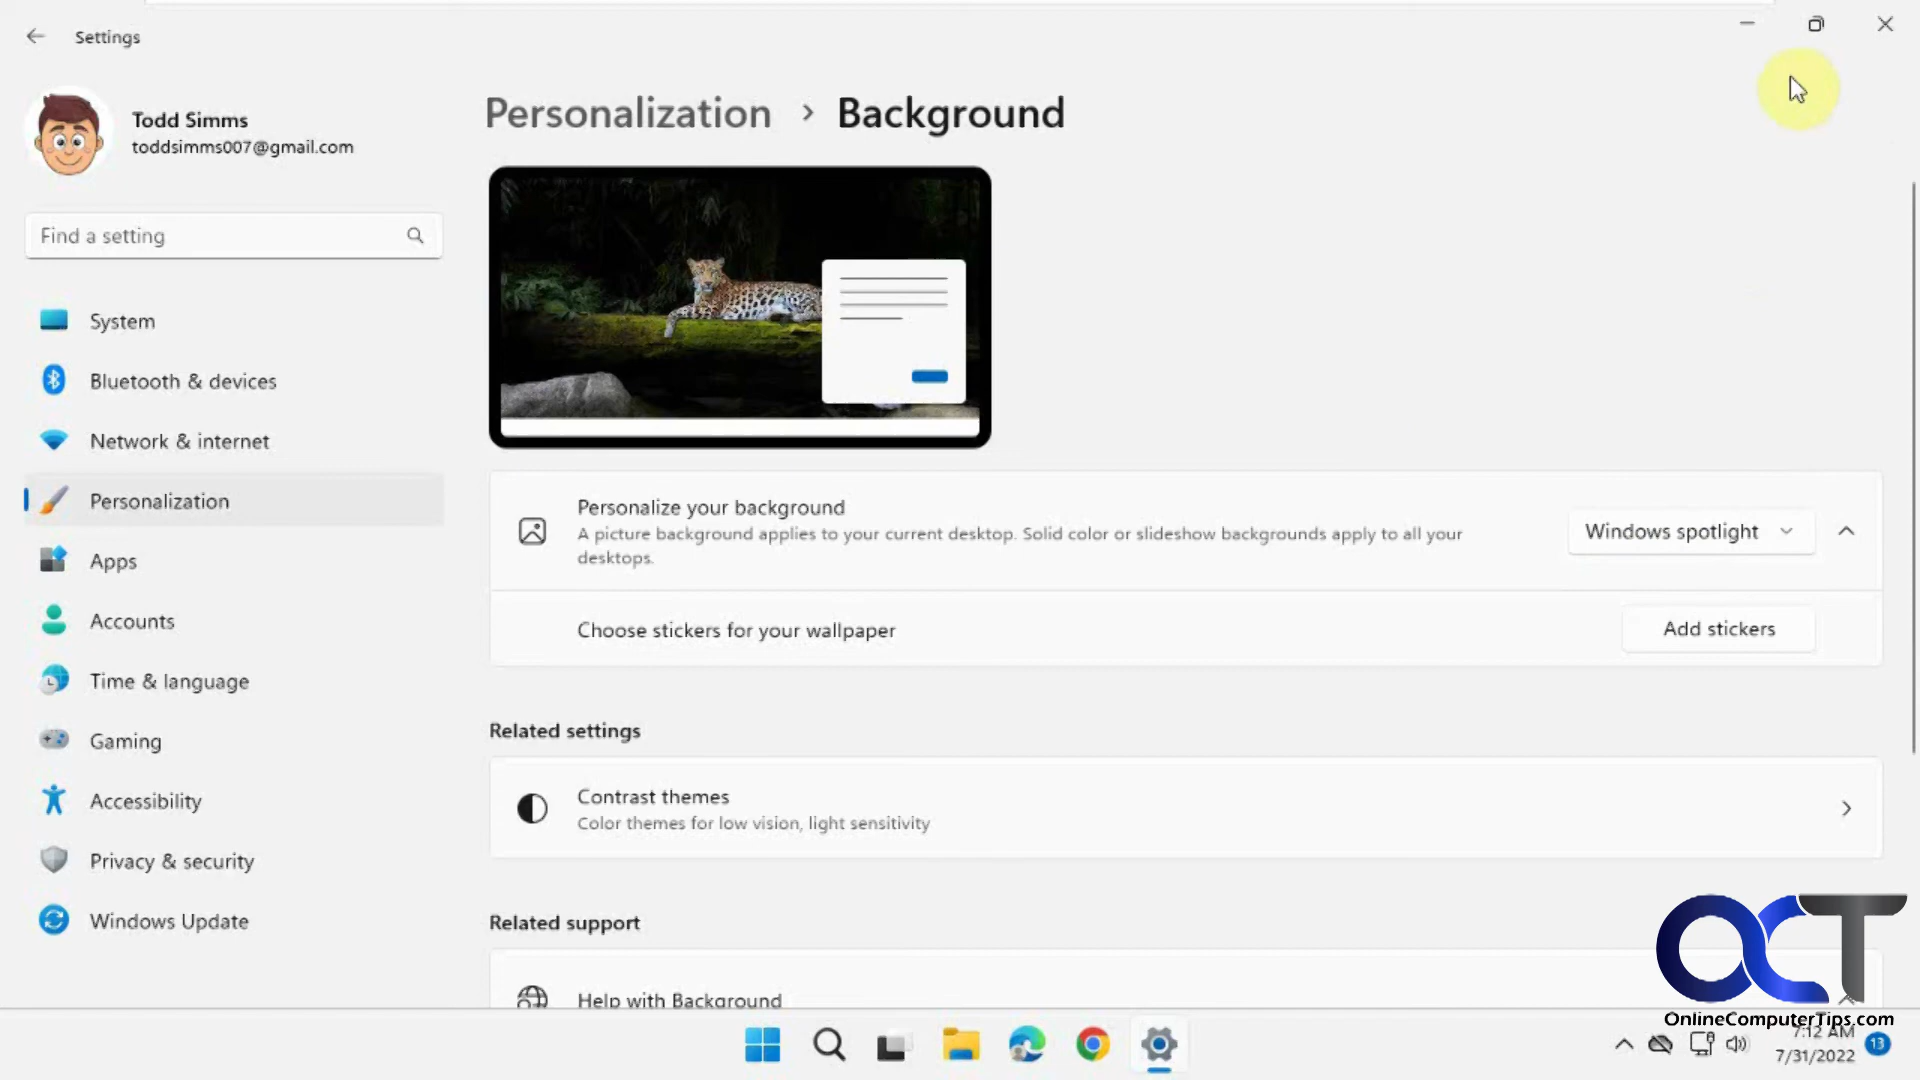 Settings
Todd Simms
toddsimms007@gmail.com
Find a setting
System
Bluetooth & devices
Network & internet
Personalization
Apps
Accounts
Time & language
Gaming
Accessibility
Privacy & security
Windows Update
Personalization > Background
Personalize your background
A picture background applies to your current desktop. Solid color or slideshow backgrounds apply to all your
desktops.
Windows spotlight
Choose stickers for your wallpaper
Add stickers
Related settings
Contrast themes
Color themes for low vision, light sensitivity
Related support
Help with Background
OCT
OnlineComputerTips.com
7:12 AM
7/31/2022
13